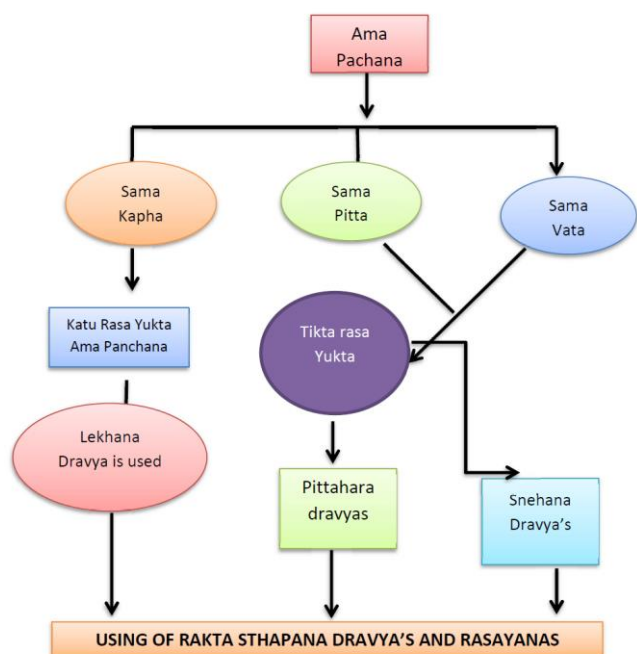 Ama
Pachana
Sama
Kapha
Sama
Pitta
Sama
Vata
Katu Rasa Yukta
Ama Panchana
Tikta rasa
Yukta
Lekhana
Dravya is used
Pittahara
dravyas
Snehana
Dravya’s
USING OF RAKTA STHAPANA DRAVYA’S AND RASAYANAS